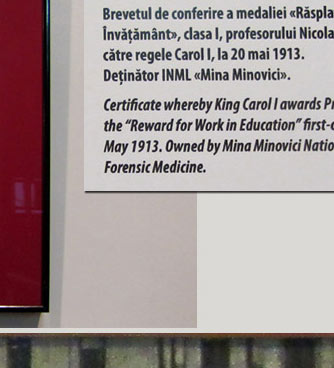 Brevetul de conferire a medaliei «Răspla
Învățământ», clasa I, profesorului Nicola
către regele Carol I, la 20 mai 1913.
Deținător INML «Mina Minovici».
Certificate whereby King Carol I awards Pr
the “Reward for Work in Education” first-c
May 1913. Owned by Mina Minovici Natio
Forensic Medicine.